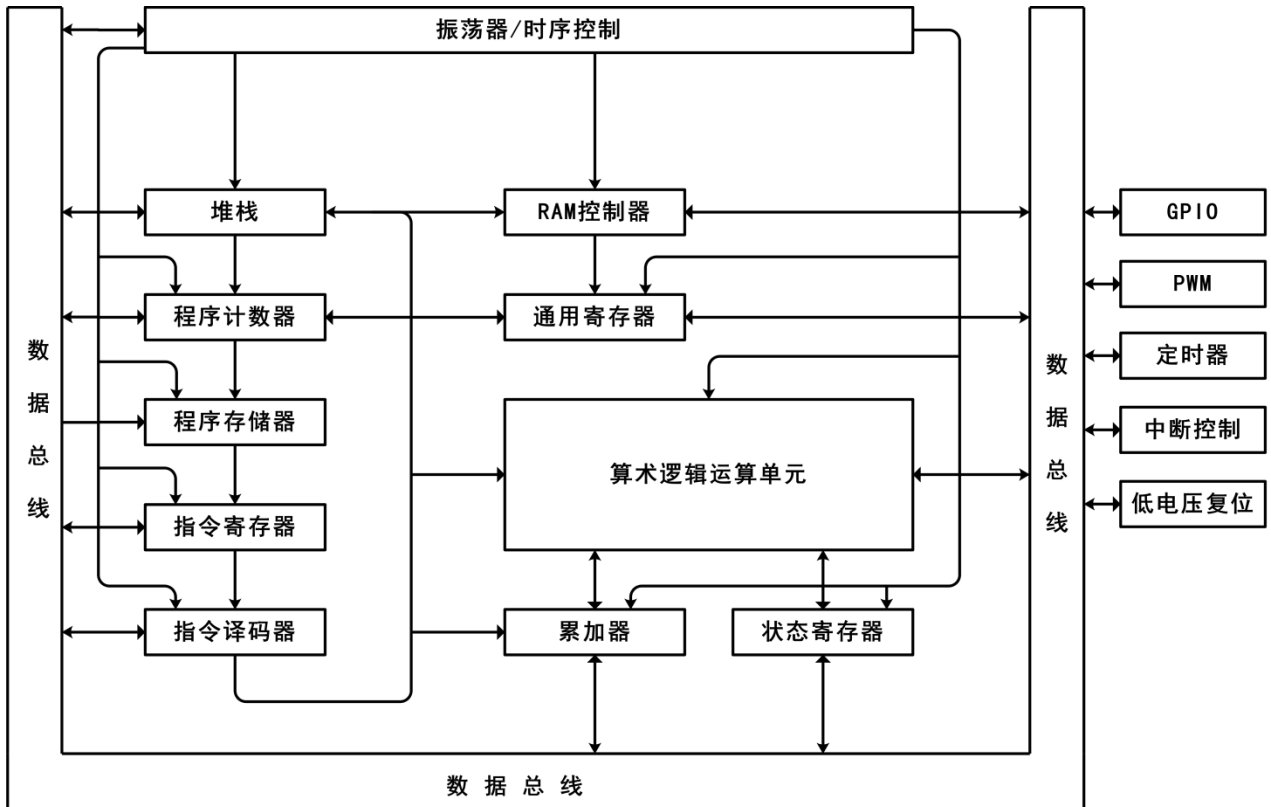 振荡器/时序控制
堆栈
RAM控制器
GPIO
PWM
程序计数器
通用寄存器
数据总线
定时器
数据总线
程序存储器
中断控制
算术逻辑运算单元
低电压复位
指令寄存器
指令译码器
累加器
状态寄存器
数据总线